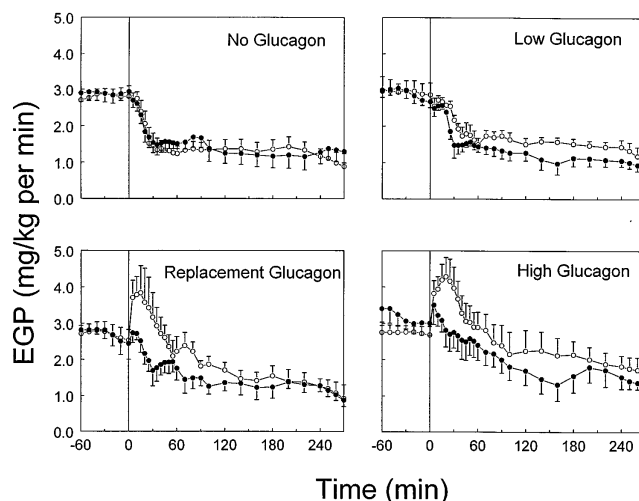 5.0
4.0
3.0
2.0
1.0
0.0
No Glucagon
Low Glucagon
5.0
4.0
3.0
2.0
1.0
0.0
Replacement Glucagon
High Glucagon
-60 0 60 120 180 240
-60 0 60 120 180 240
EGP (mg/kg per min)
Time (min)